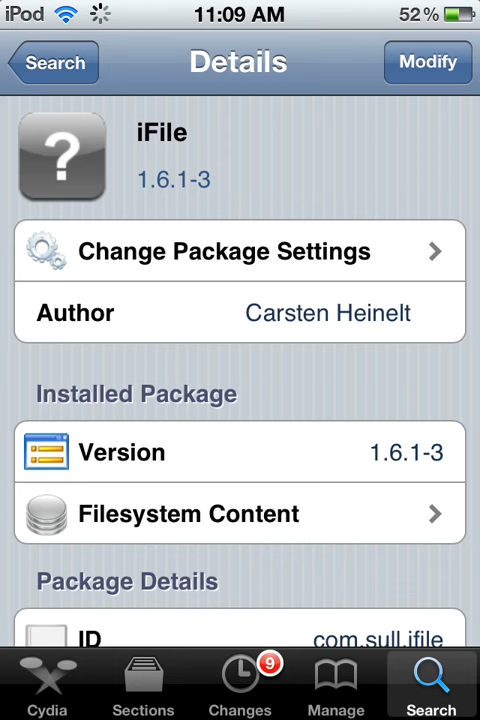 iPod 11:09 AM 52%
Search Details Modify
?
iFile
1.6.1-3
Change Package Settings
Author Carsten Heinelt
Installed Package
Version 1.6.1-3
Filesystem Content
Package Details
ID com.sull.ifile
9
Cydia Sections Changes Manage Search